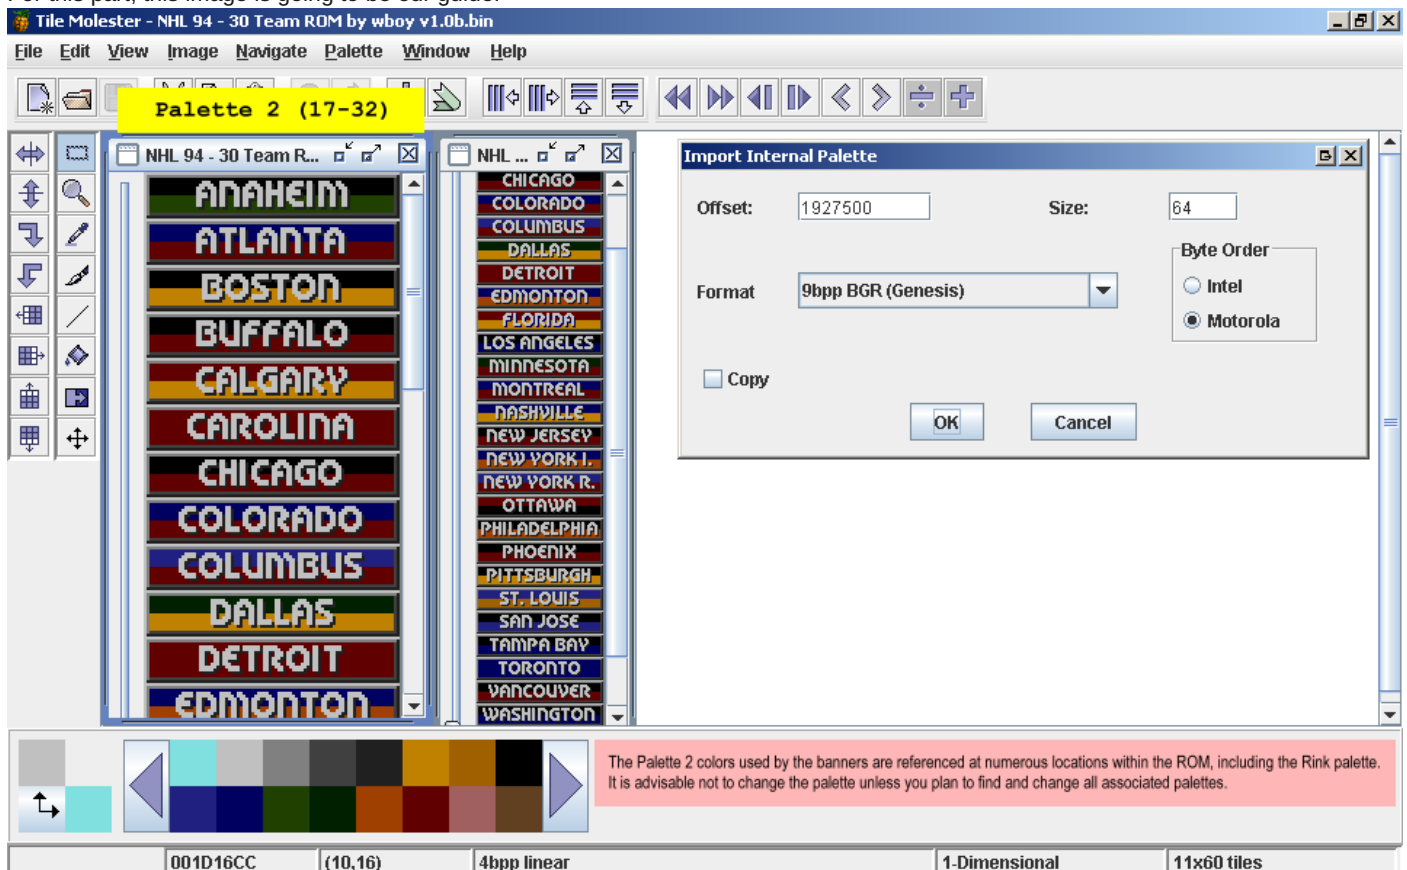 For this part, this image is going to be our guide.
Tile Molester - NHL 94 - 30 Team ROM by wboy v1.0b.bin
File Edit View Image Navigate Palette Window Help
Palette 2 (17-32)
NHL 94 - 30 Team R...
ANAHEIM
ATLANTA
BOSTON
BUFFALO
CALGARY
CAROLINA
CHICAGO
COLORADO
COLUMBUS
DALLAS
DETROIT
EDMONTON
NHL ...
CHICAGO
COLORADO
COLUMBUS
DALLAS
DETROIT
EDMONTON
FLORIDA
LOS ANGELES
MINNESOTA
MONTREAL
NASHVILLE
NEW JERSEY
NEW YORK I.
NEW YORK R.
OTTAWA
PHILADELPHIA
PHOENIX
PITTSBURGH
ST. LOUIS
SAN JOSE
TAMPA BAY
TORONTO
VANCOUVER
WASHINGTON
Import Internal Palette
Offset: 1927500 Size: 64
Byte Order
Intel
Format 9bpp BGR (Genesis)
Motorola
Copy
OK Cancel
The Palette 2 colors used by the banners are referenced at numerous locations within the ROM, including the Rink palette.
It is advisable not to change the palette unless you plan to find and change all associated palettes.
001D16CC (10,16) 4bpp linear 1-Dimensional 11x60 tiles